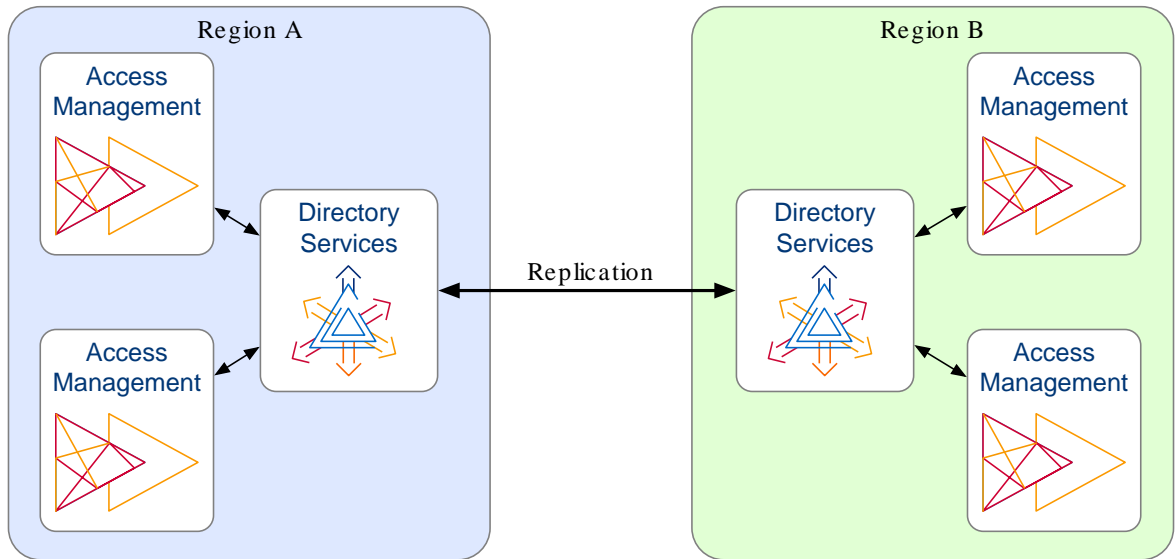 Region A
Access
Management
Directory
Services
Access
Management
Replication
Region B
Access
Management
Directory
Services
Access
Management